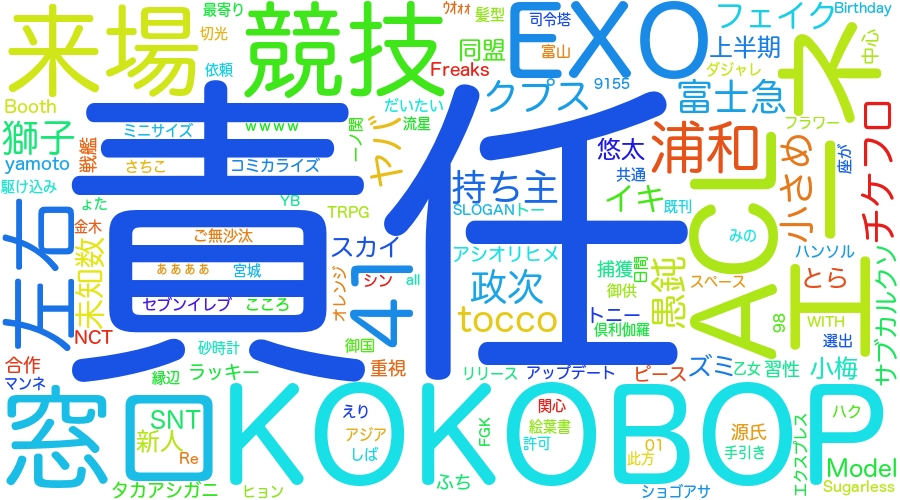 来場
競技
EXO
最寄り
切光
依頼
ｳｵｫｫ
髪型
司令塔
富山
フェイク
Birthday
同盟
上半期
中心
Freaks
9155
ダジャレ
Booth
クプス
富士急
ネ
だいたい
獅子
ミニサイズ
wwww
一ノ関
ヤバ
流星
フラワー
yamoto
戦艦
さちこ
コミカライズ
浦和
悠太
小さめ
座が
チケフロ
責任
持ち主
共通
駆け込み
YB
イキ
既刊
ACL
エ
ょた
TRPG
SLOGANトー
左右
金木
ご無沙汰
スカイ
みの
未知数
アシオリヒメ
ハンソル
ぁぁぁぁ
宮城
オレンジ
シン
all
政次
捕獲
日間
愚鈍
スペース
とら
サブカルクソ
セブンイレブ
こころ
41
御供
NCT
tocco
トニー
98
WITH
砂時計
御国
倶利伽羅
選出
合作
重視
ズミ
乙女
習性
小梅
マンネ
縁辺
ラッキー
リリース
アップデート
ピース
窓口
KOKOBOP
SNT
えり
関心
ハク
新人
アジア
FGK
絵葉書
源氏
エクスプレス
Re
しば
許可
01
此方
手引き
Model
タカアシガニ
ヒョン
ふち
ショゴアサ
Sugarless